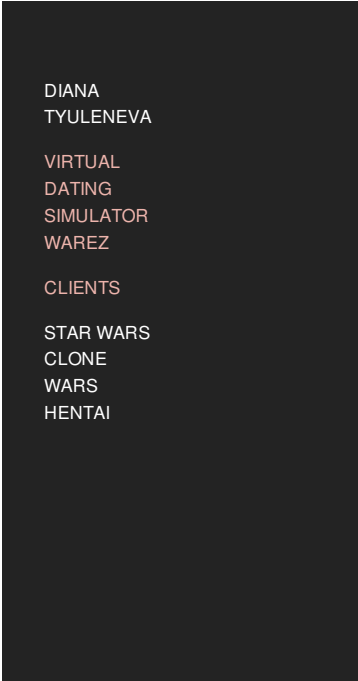 DIANA
TYULENEVA
VIRTUAL
DATING
SIMULATOR
WAREZ
CLIENTS
STAR WARS
CLONE
WARS
HENTAI